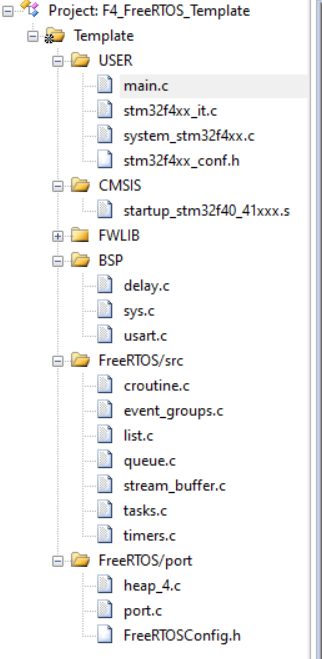 Project: F4_FreeRTOS_Template
Template
USER
main.c
stm32f4xx_it.c
system_stm32f4xx.c
stm32f4xx_conf.h
CMSIS
startup_stm32f40_41xxx.s
FWLIB
BSP
delay.c
sys.c
usart.c
FreeRTOS/src
croutine.c
event_groups.c
list.c
queue.c
stream_buffer.c
tasks.c
timers.c
FreeRTOS/port
heap_4.c
port.c
FreeRTOSConfig.h